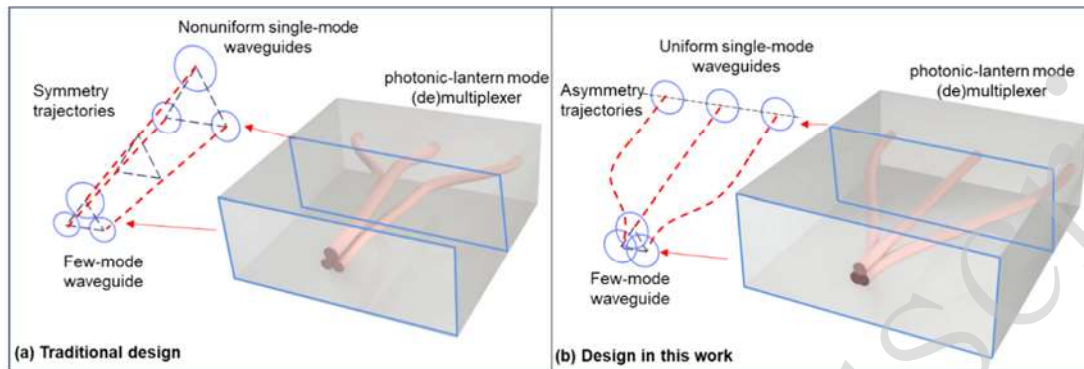 Nonuniform single-mode
waveguides
Symmetry
trajectories
photonic-lantern mode
(de)multiplexer
Few-mode
waveguide
(a) Traditional design
Uniform single-mode
waveguides
Asymmetry
trajectories
photonic-lantern mode
(de)multiplexer
Few-mode
waveguide
(b) Design in this work